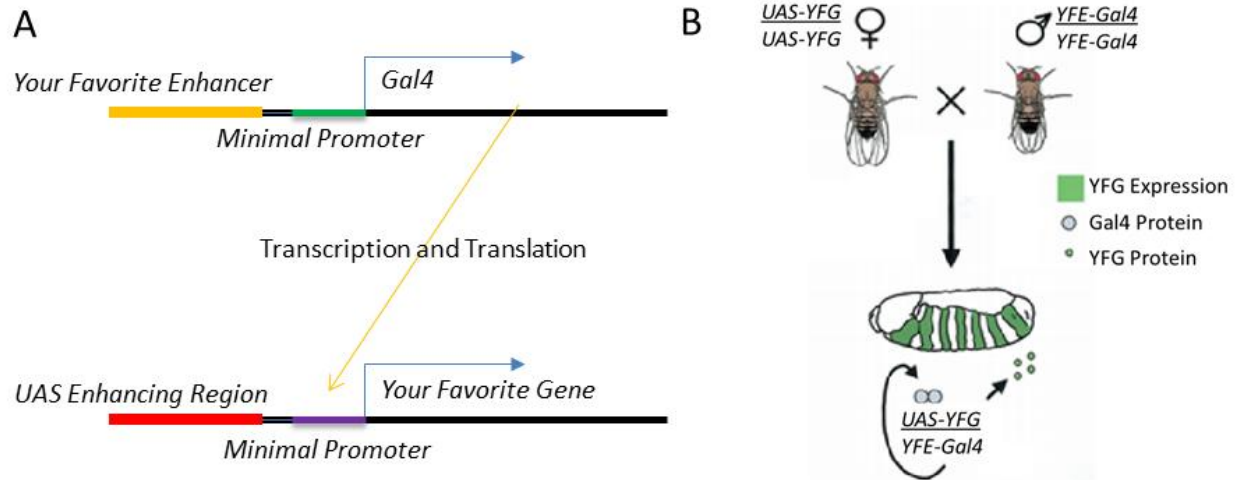 A
Your Favorite Enhancer
Gal4
Minimal Promoter
Transcription and Translation
UAS Enhancing Region
Your Favorite Gene
Minimal Promoter
B
UAS-YFG
UAS-YFG
YFE-Gal4
YFE-Gal4
YFG Expression
Gal4 Protein
YFG Protein
UAS-YFG
YFE-Gal4